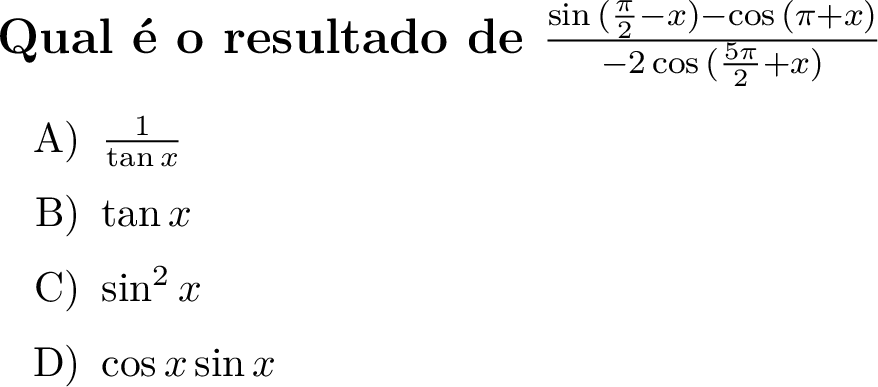 Qual é o resultado de \frac{\sin{(\frac{\pi}{2}-x)}-\cos{(\pi+x)}}{-2\cos{(\frac{5\pi}{2}+x)}}
A) \frac{1}{\tan x}
B) \tan x
C) \sin^2 x
D) \cos x \sin x